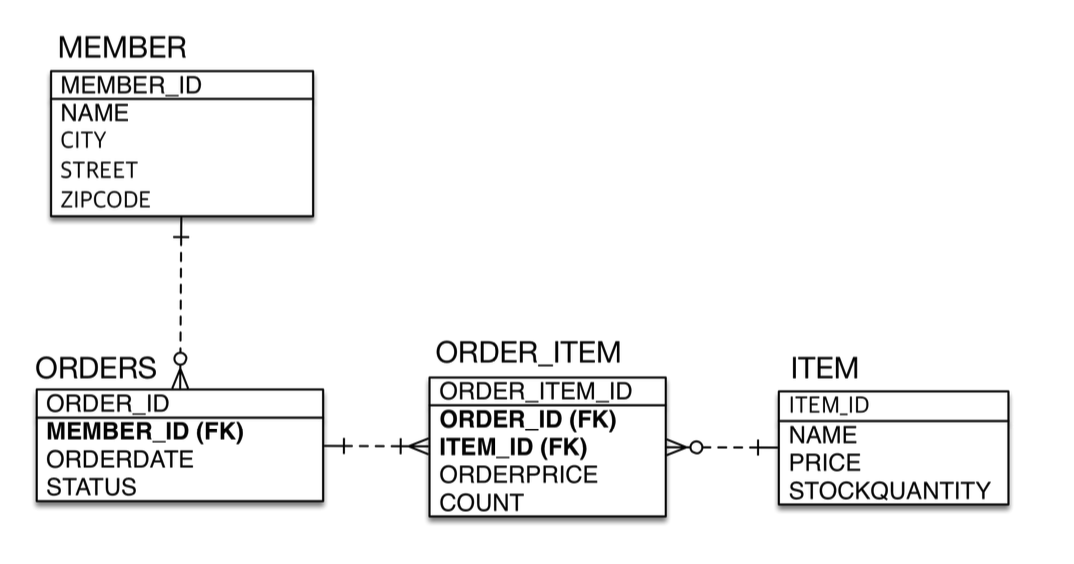 MEMBER
MEMBER_ID
NAME
CITY
STREET
ZIPCODE
ORDERS
ORDER_ID
MEMBER_ID (FK)
ORDERDATE
STATUS
ORDER_ITEM
ORDER_ITEM_ID
ORDER_ID (FK)
ITEM_ID (FK)
ORDERPRICE
COUNT
ITEM
ITEM_ID
NAME
PRICE
STOCKQUANTITY